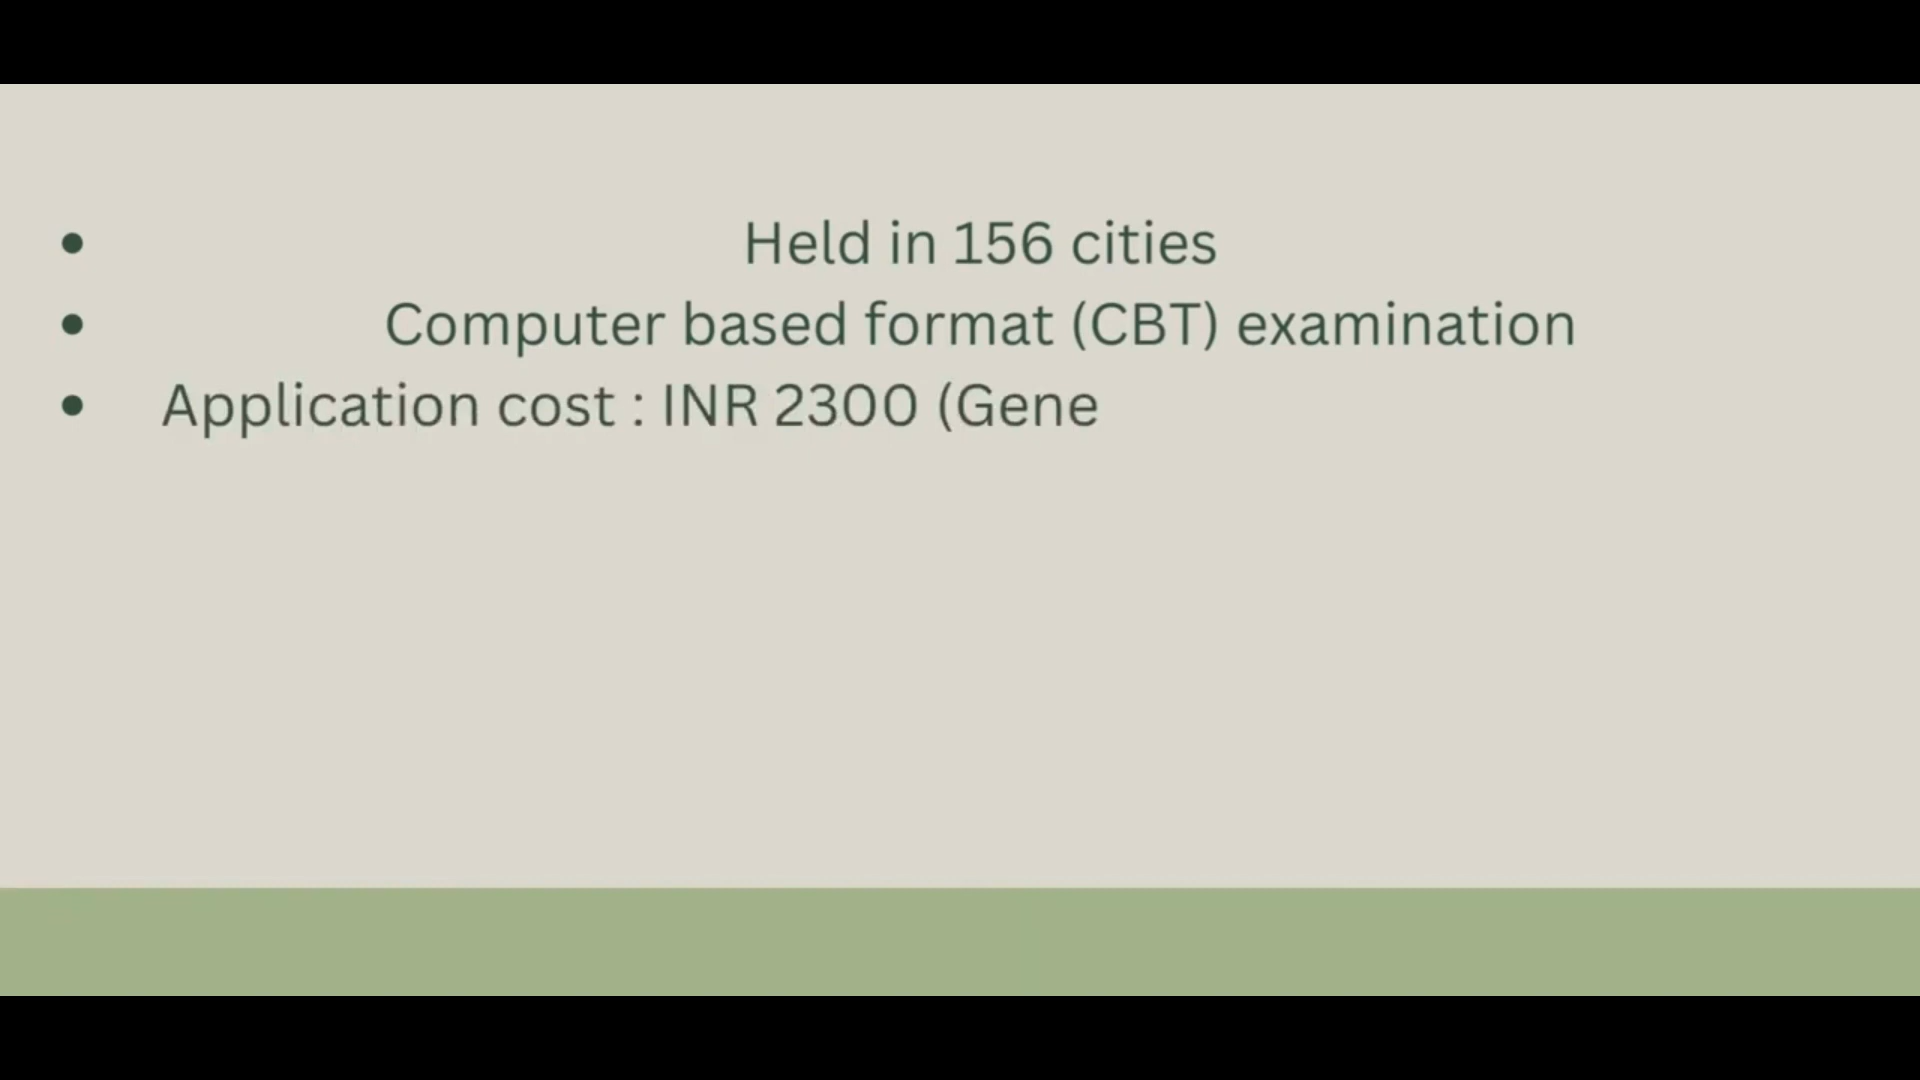 • Held in 156 cities
• Computer based format (CBT) examination
• Application cost : INR 2300 (Gene